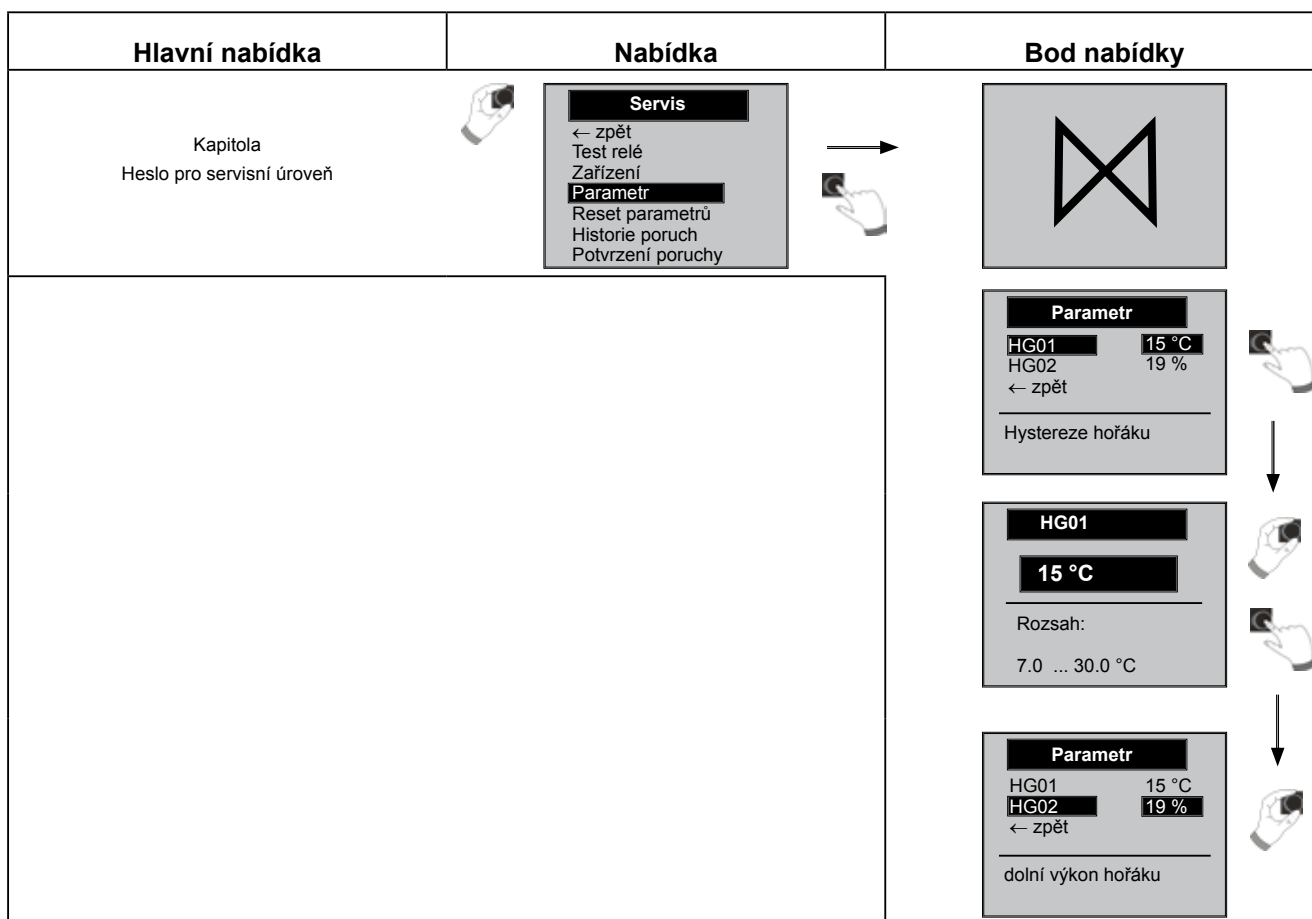 Hlavní nabídka
Nabídka
Bod nabídky
Kapitola
Heslo pro servisní úroveň
Servis
← zpět
Test relé
Zařízení
Parametr
Reset parametrů
Historie poruch
Potvrzení poruchy
Parametr
HG01 15 °C
HG02 19 %
← zpět
Hystereze hořáku
HG01
15 °C
Rozsah:
7.0 ... 30.0 °C
Parametr
HG01 15 °C
HG02 19 %
← zpět
dolní výkon hořáku